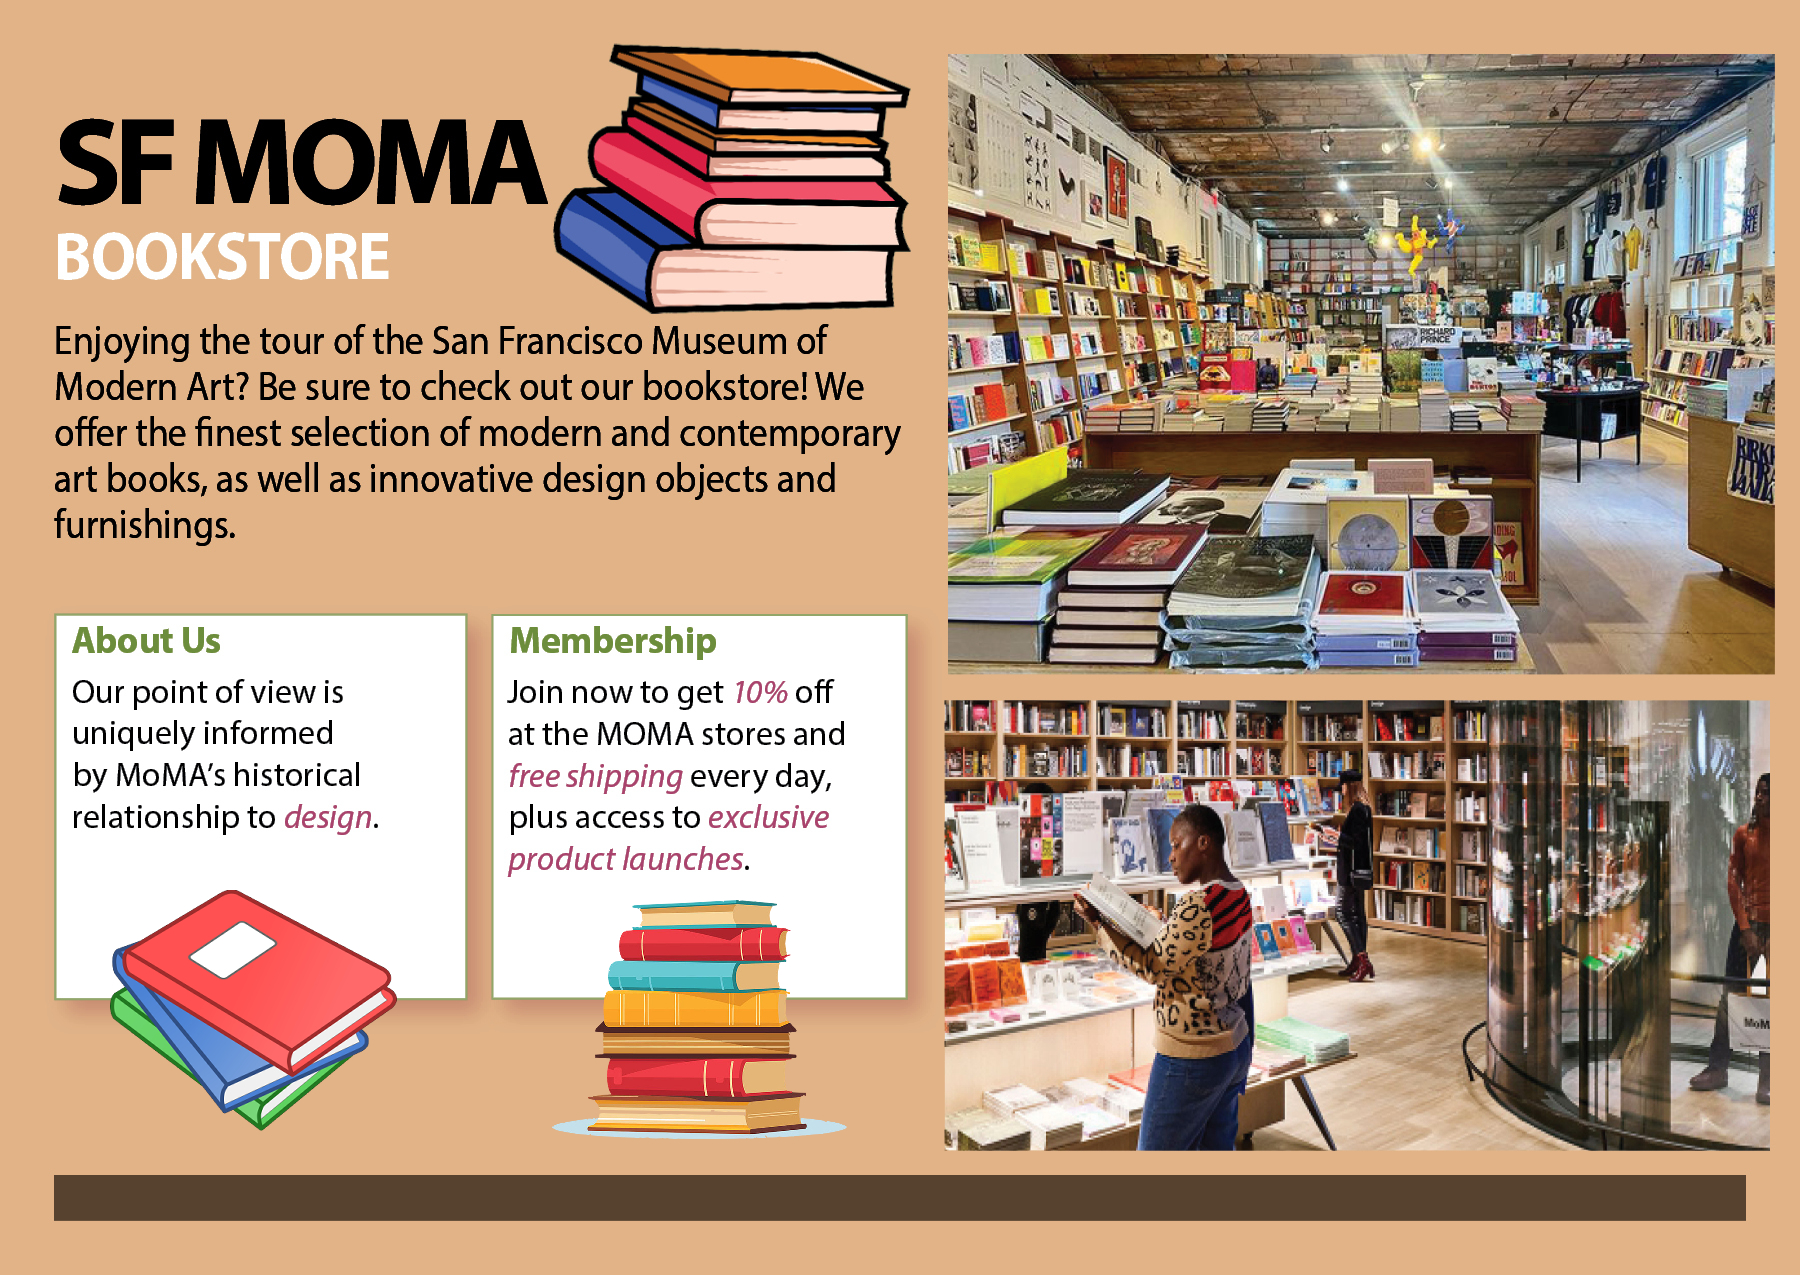 SF MOMA
BOOKSTORE
Enjoying the tour of the San Francisco Museum of
Modern Art? Be sure to check out our bookstore! We
offer the finest selection of modern and contemporary
art books, as well as innovative design objects and
furnishings.
About Us
Our point of view is
uniquely informed
by MoMA’s historical
relationship to design.
Membership
Join now to get 10% off
at the MOMA stores and
free shipping every day,
plus access to exclusive
product launches.
RICHARD
PRINCE
MoM